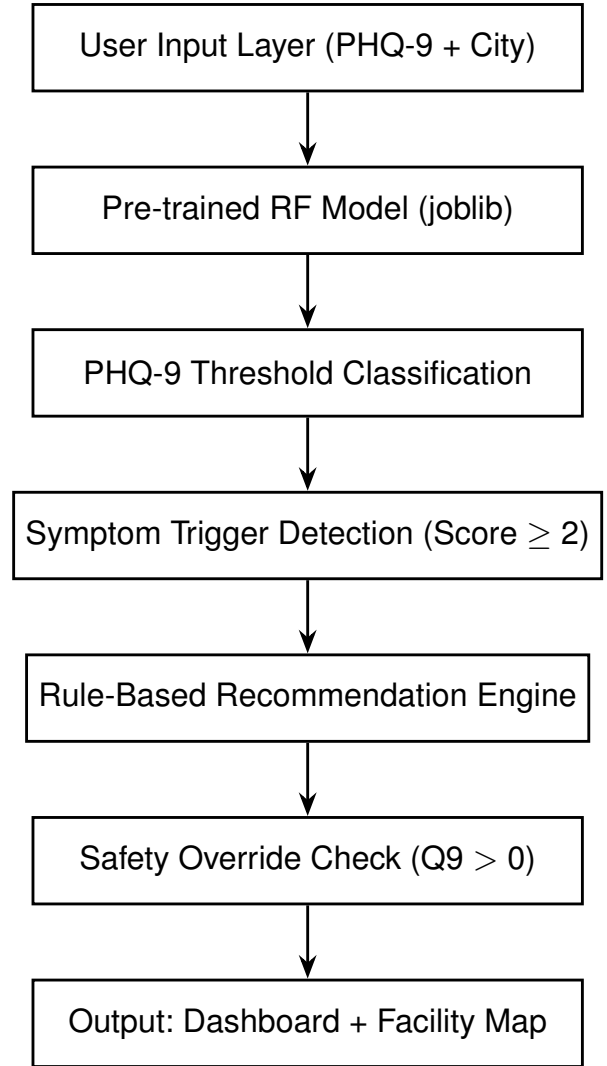 User Input Layer (PHQ-9 + City)
Pre-trained RF Model (joblib)
PHQ-9 Threshold Classification
Symptom Trigger Detection (Score ≥ 2)
Rule-Based Recommendation Engine
Safety Override Check (Q9 > 0)
Output: Dashboard + Facility Map